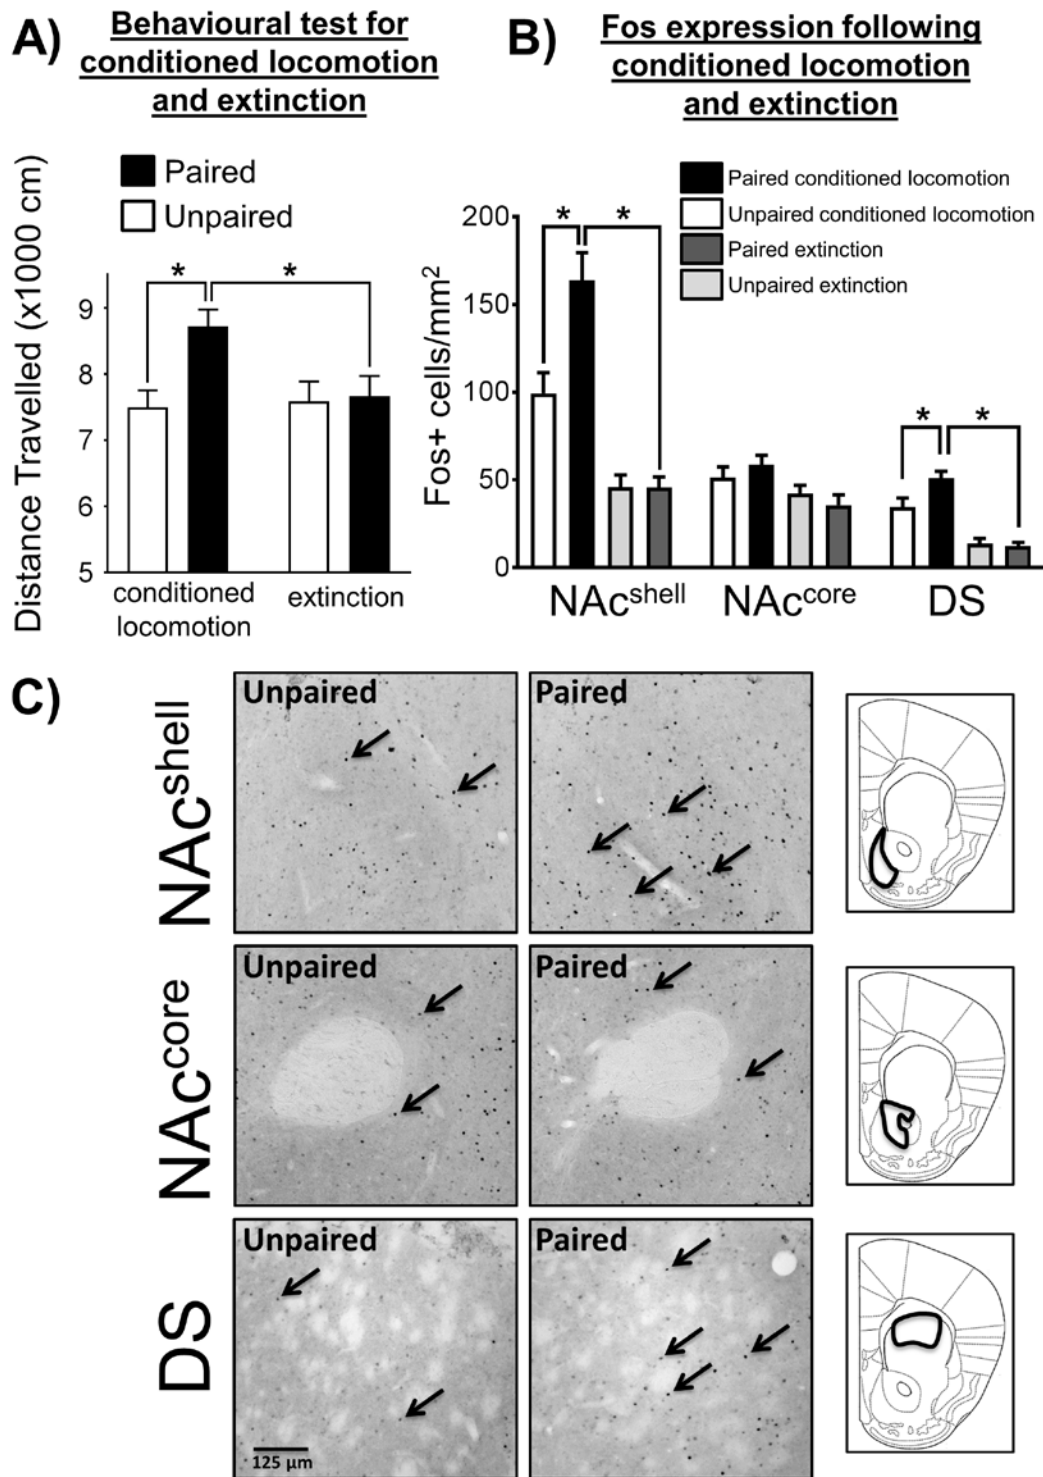 A)
Behavioural test for
conditioned locomotion
and extinction
Paired
Unpaired
Distance Travelled (x1000 cm)
9
8
7
6
5
*
*
conditioned
locomotion
extinction
B)
Fos expression following
conditioned locomotion
and extinction
Paired conditioned locomotion
Unpaired conditioned locomotion
Paired extinction
Unpaired extinction
Fos+ cells/mm²
200
150
100
50
0
*
*
*
*
NAcˢʰᵉˡˡ
NAcᶜᵒʳᵉ
DS
C)
NAcˢʰᵉˡˡ
Unpaired
Paired
NAcᶜᵒʳᵉ
Unpaired
Paired
DS
Unpaired
Paired
125 µm